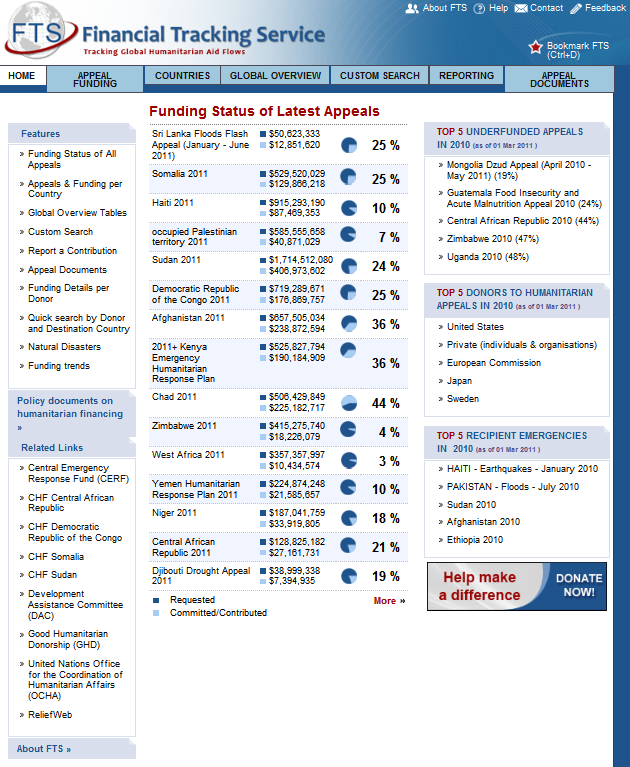 About FTS Help Contact Feedback
FTS Financial Tracking Service
Tracking Global Humanitarian Aid Flows
Bookmark FTS
(Ctrl+D)
HOME
APPEAL
FUNDING
COUNTRIES
GLOBAL OVERVIEW
CUSTOM SEARCH
REPORTING
APPEAL
DOCUMENTS
Features
» Funding Status of All
Appeals
» Appeals & Funding per
Country
» Global Overview Tables
» Custom Search
» Report a Contribution
» Appeal Documents
» Funding Details per
Donor
» Quick search by Donor
and Destination Country
» Natural Disasters
» Funding trends
Policy documents on
humanitarian financing
»
Related Links
» Central Emergency
Response Fund (CERF)
» CHF Central African
Republic
» CHF Democratic
Republic of the Congo
» CHF Somalia
» CHF Sudan
» Development
Assistance Committee
(DAC)
» Good Humanitarian
Donorship (GHD)
» United Nations Office
for the Coordination of
Humanitarian Affairs
(OCHA)
» ReliefWeb
About FTS »
Funding Status of Latest Appeals
Sri Lanka Floods Flash
Appeal (January - June
2011)
$50,623,333
$12,851,620
25 %
Somalia 2011
$529,520,029
$129,866,218
25 %
Haiti 2011
$915,293,190
$87,469,353
10 %
occupied Palestinian
territory 2011
$585,555,658
$40,871,029
7 %
Sudan 2011
$1,714,512,080
$406,973,602
24 %
Democratic Republic
of the Congo 2011
$719,289,671
$176,869,757
25 %
Afghanistan 2011
$657,505,034
$238,872,594
36 %
2011+ Kenya
Emergency
Humanitarian
Response Plan
$525,827,794
$190,184,909
36 %
Chad 2011
$506,429,849
$225,182,717
44 %
Zimbabwe 2011
$415,275,740
$18,226,079
4 %
West Africa 2011
$357,357,997
$10,434,574
3 %
Yemen Humanitarian
Response Plan 2011
$224,874,248
$21,585,657
10 %
Niger 2011
$187,041,759
$33,919,805
18 %
Central African
Republic 2011
$128,825,182
$27,161,731
21 %
Djibouti Drought Appeal
2011
$38,999,338
$7,394,935
19 %
Requested
Committed/Contributed
More »
TOP 5 UNDERFUNDED APPEALS
IN 2010 (as of 01 Mar 2011 )
» Mongolia Dzud Appeal (April 2010 -
May 2011) (19%)
» Guatemala Food Insecurity and
Acute Malnutrition Appeal 2010 (24%)
» Central African Republic 2010 (44%)
» Zimbabwe 2010 (47%)
» Uganda 2010 (48%)
TOP 5 DONORS TO HUMANITARIAN
APPEALS IN 2010 (as of 01 Mar 2011 )
» United States
» Private (individuals & organisations)
» European Commission
» Japan
» Sweden
TOP 5 RECIPIENT EMERGENCIES
IN 2010 (as of 01 Mar 2011 )
» HAITI - Earthquakes - January 2010
» PAKISTAN - Floods - July 2010
» Sudan 2010
» Afghanistan 2010
» Ethiopia 2010
Help make
a difference
DONATE
NOW!